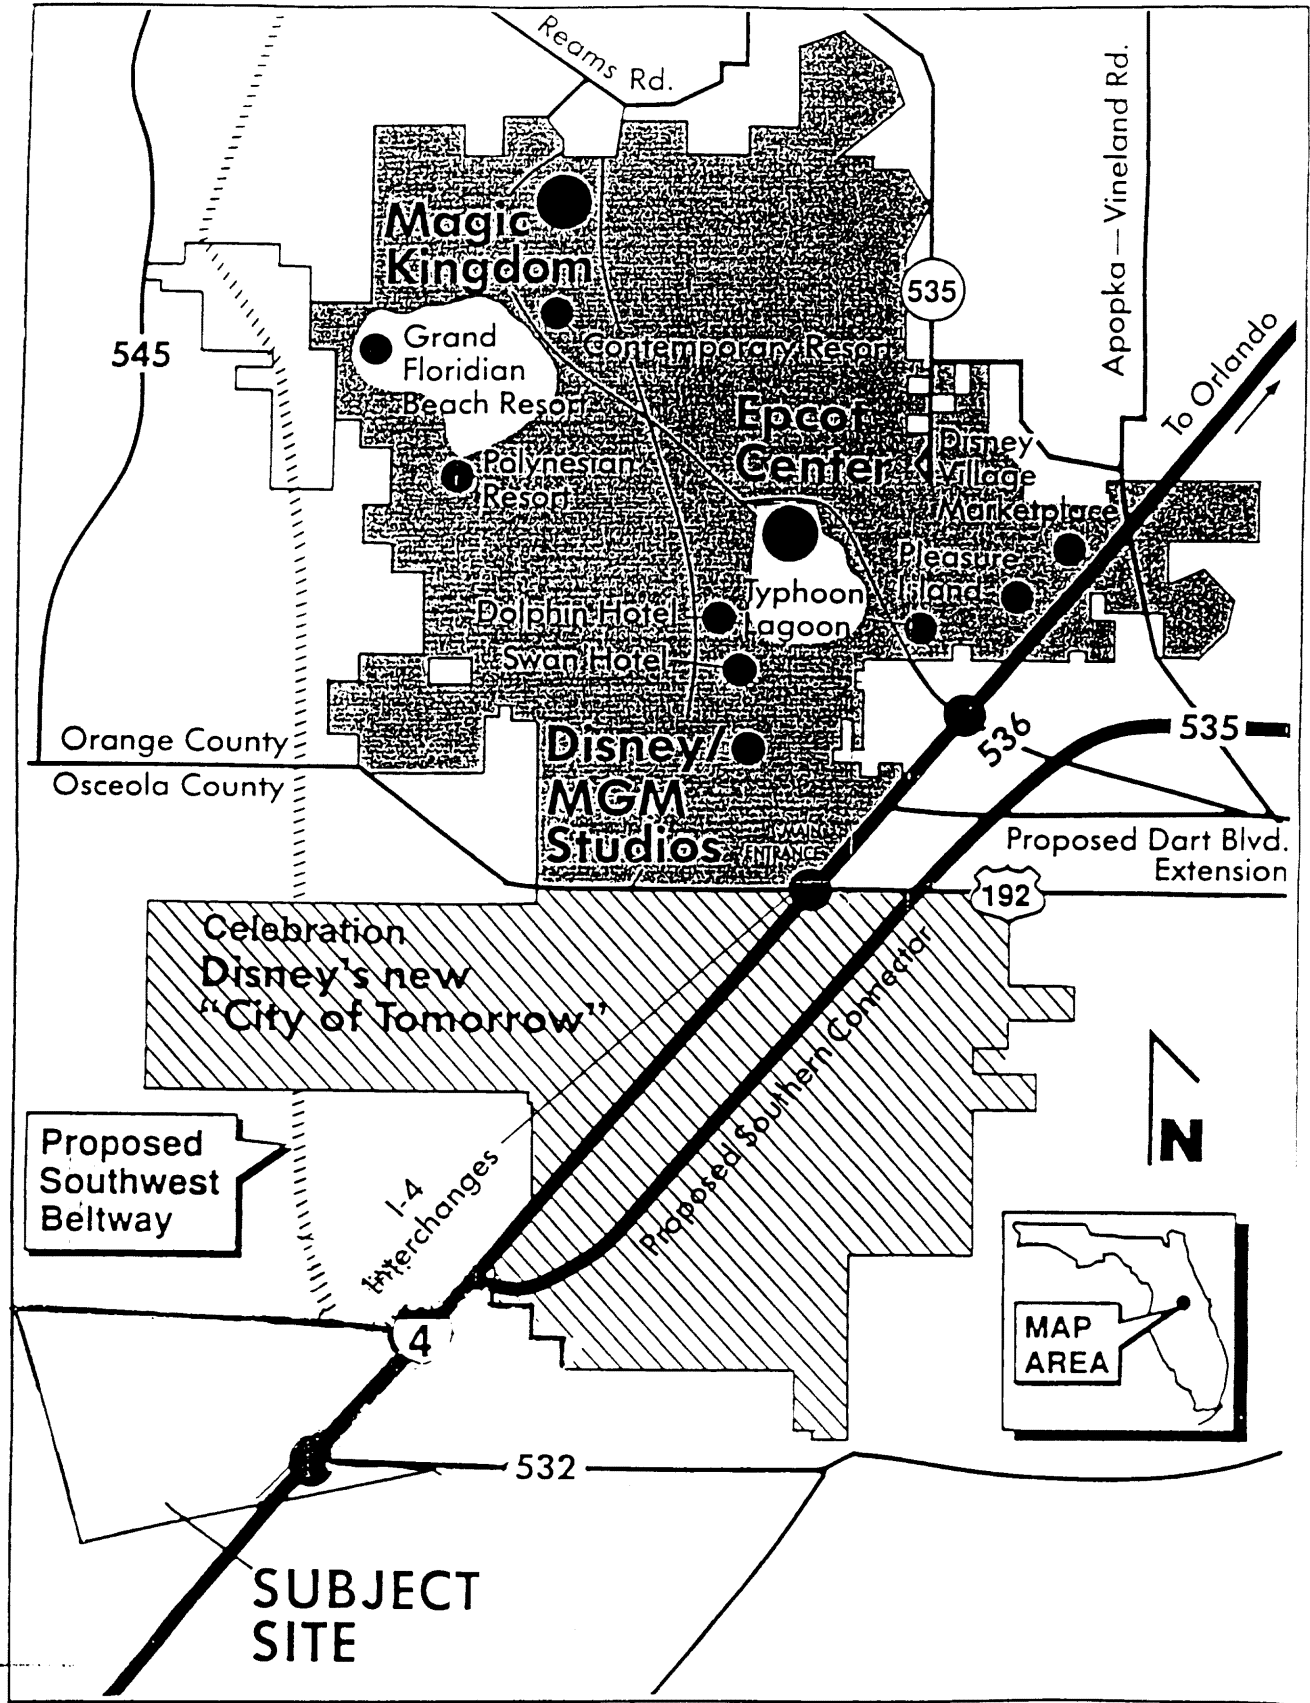 Reams Rd.
Apopka—Vineland Rd.
Magic
Kingdom
535
545
Grand
Floridian
Beach Resort
Contemporary Resort
To Orlando
Epcot
Center
Disney
Village
Marketplace
Polynesian
Resort
Pleasure
Island
Typhoon
Lagoon
Dolphin Hotel
Swan Hotel
Orange County
Osceola County
Disney/
MGM
Studios
MAIN
ENTRANCE
536
535
Proposed Dart Blvd.
Extension
192
Celebration
Disney's new
"City of Tomorrow"
Proposed Southern Connector
Proposed
Southwest
Beltway
I-4
Interchanges
N
MAP
AREA
4
532
SUBJECT
SITE